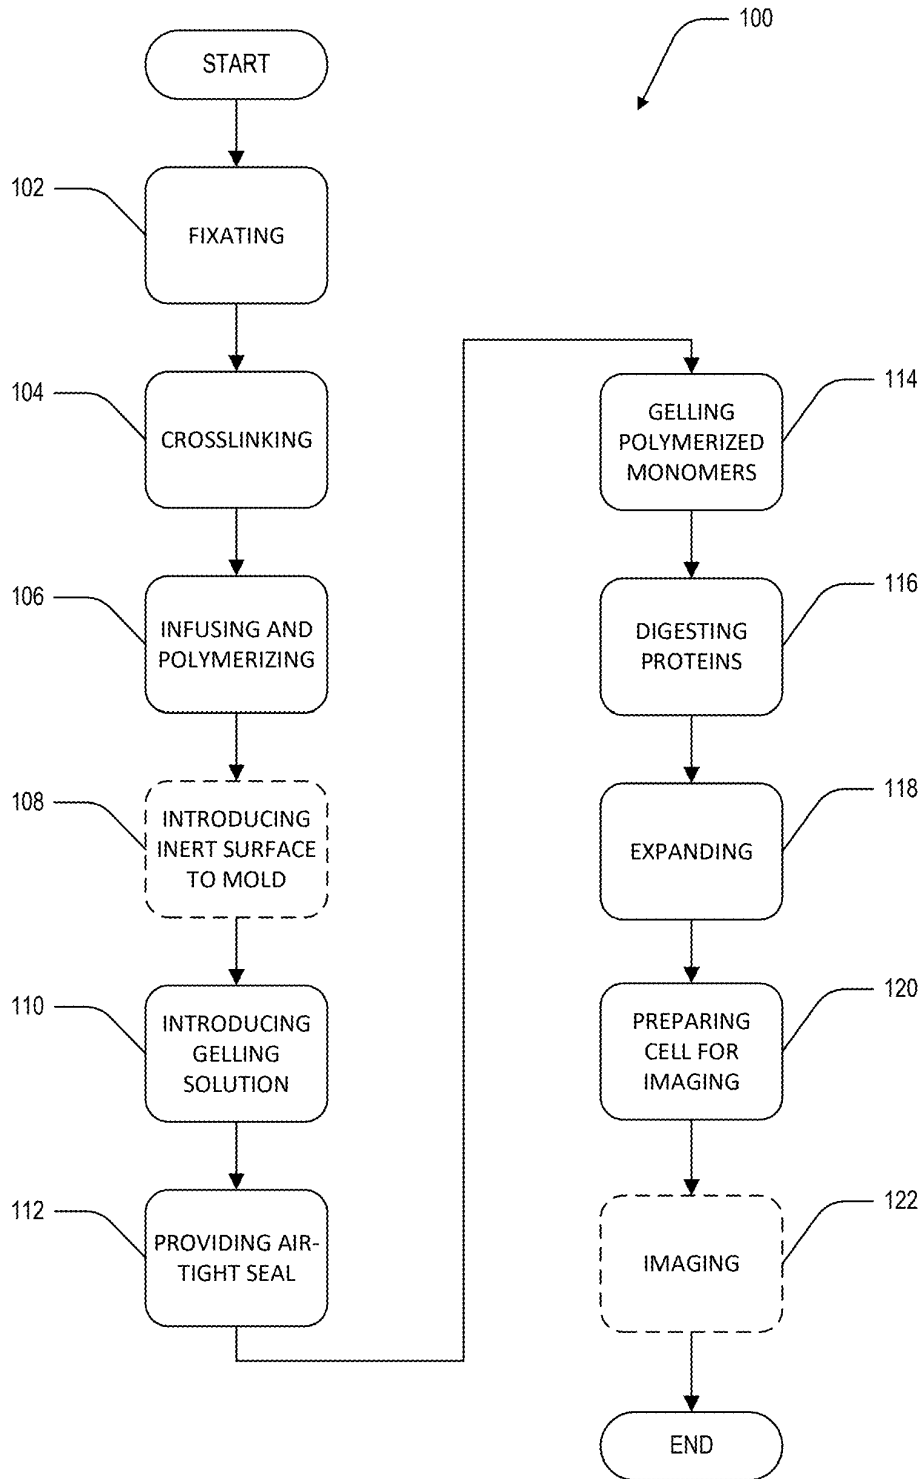 100
START
102
FIXATING
104
CROSSLINKING
106
INFUSING AND
POLYMERIZING
108
INTRODUCING
INERT SURFACE
TO MOLD
110
INTRODUCING
GELLING
SOLUTION
112
PROVIDING AIR-
TIGHT SEAL
114
GELLING
POLYMERIZED
MONOMERS
116
DIGESTING
PROTEINS
118
EXPANDING
120
PREPARING
CELL FOR
IMAGING
122
IMAGING
END